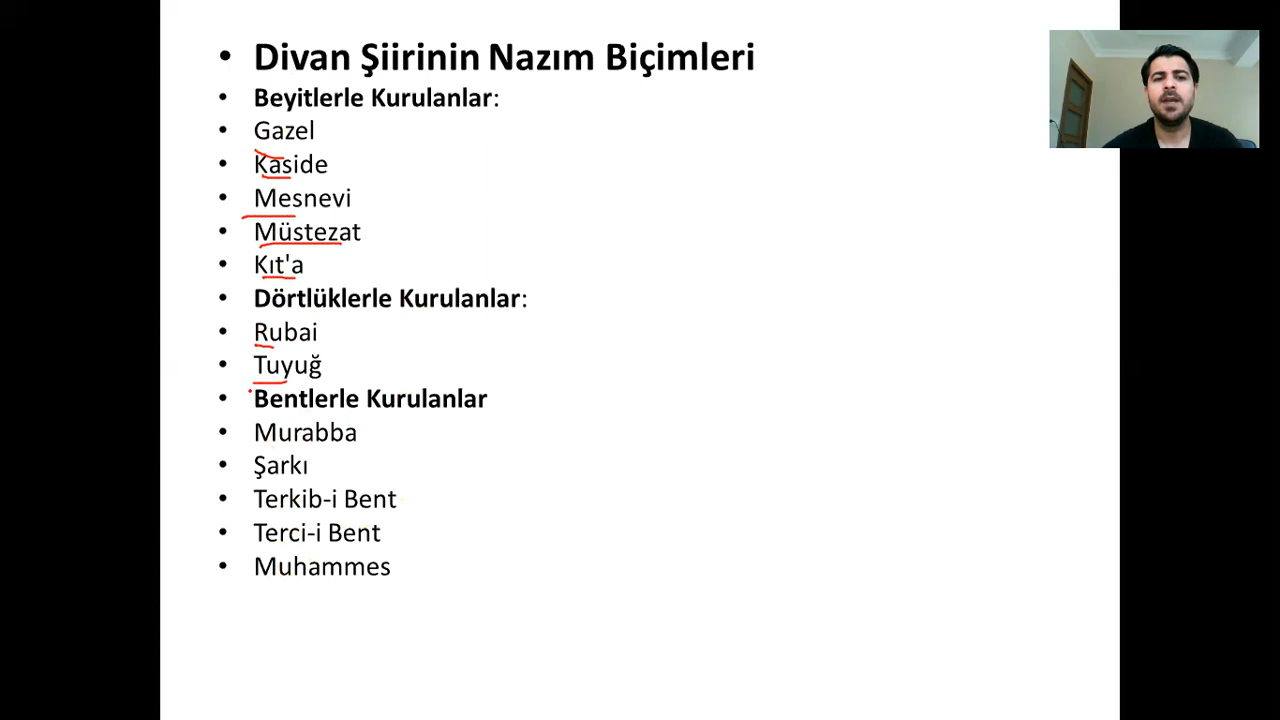 • Divan Şiirinin Nazım Biçimleri
• Beyitlerle Kurulanlar:
• Gazel
• Kaside
• Mesnevi
• Müstezat
• Kıt'a
• Dörtlüklerle Kurulanlar:
• Rubai
• Tuyuğ
• Bentlerle Kurulanlar
• Murabba
• Şarkı
• Terkib-i Bent
• Terci-i Bent
• Muhammes